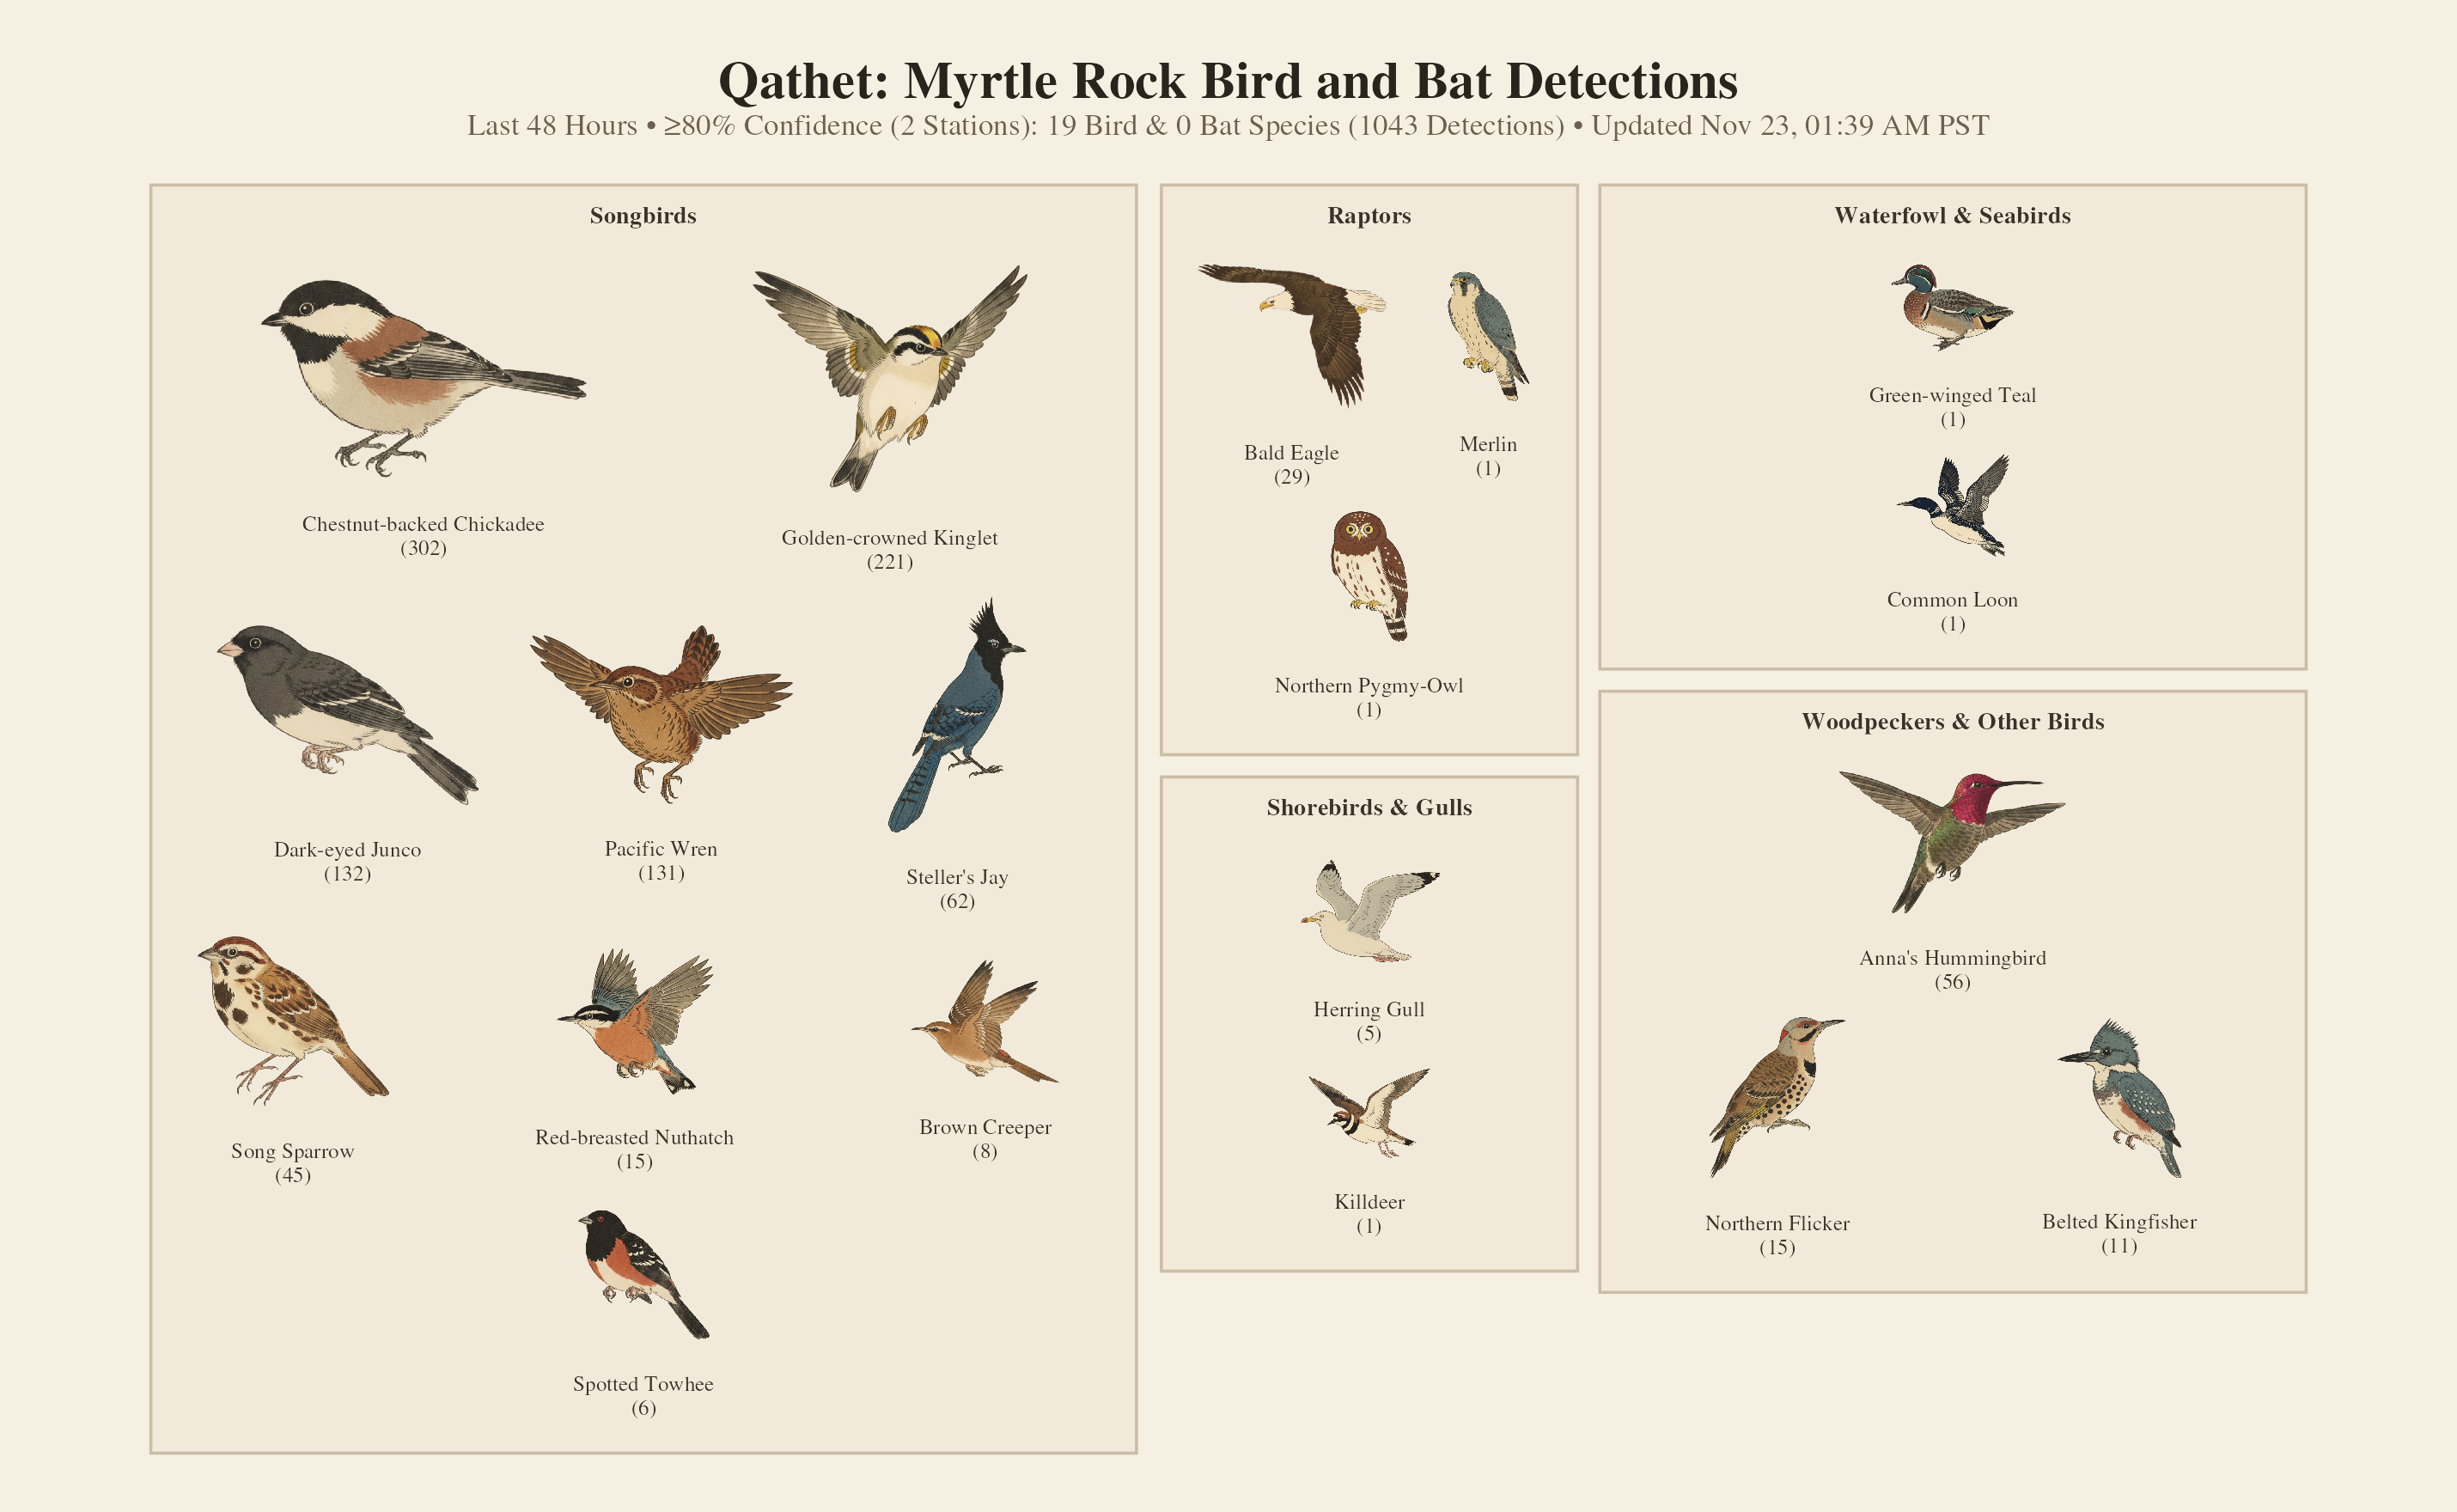 Qathet: Myrtle Rock Bird and Bat Detections
Last 48 Hours • ≥80% Confidence (2 Stations): 19 Bird & 0 Bat Species (1043 Detections) • Updated Nov 23, 01:39 AM PST
Songbirds
Chestnut-backed Chickadee
(302)
Golden-crowned Kinglet
(221)
Dark-eyed Junco
(132)
Pacific Wren
(131)
Steller's Jay
(62)
Song Sparrow
(45)
Red-breasted Nuthatch
(15)
Brown Creeper
(8)
Spotted Towhee
(6)
Raptors
Bald Eagle
(29)
Merlin
(1)
Northern Pygmy-Owl
(1)
Shorebirds & Gulls
Herring Gull
(5)
Killdeer
(1)
Waterfowl & Seabirds
Green-winged Teal
(1)
Common Loon
(1)
Woodpeckers & Other Birds
Anna's Hummingbird
(56)
Northern Flicker
(15)
Belted Kingfisher
(11)